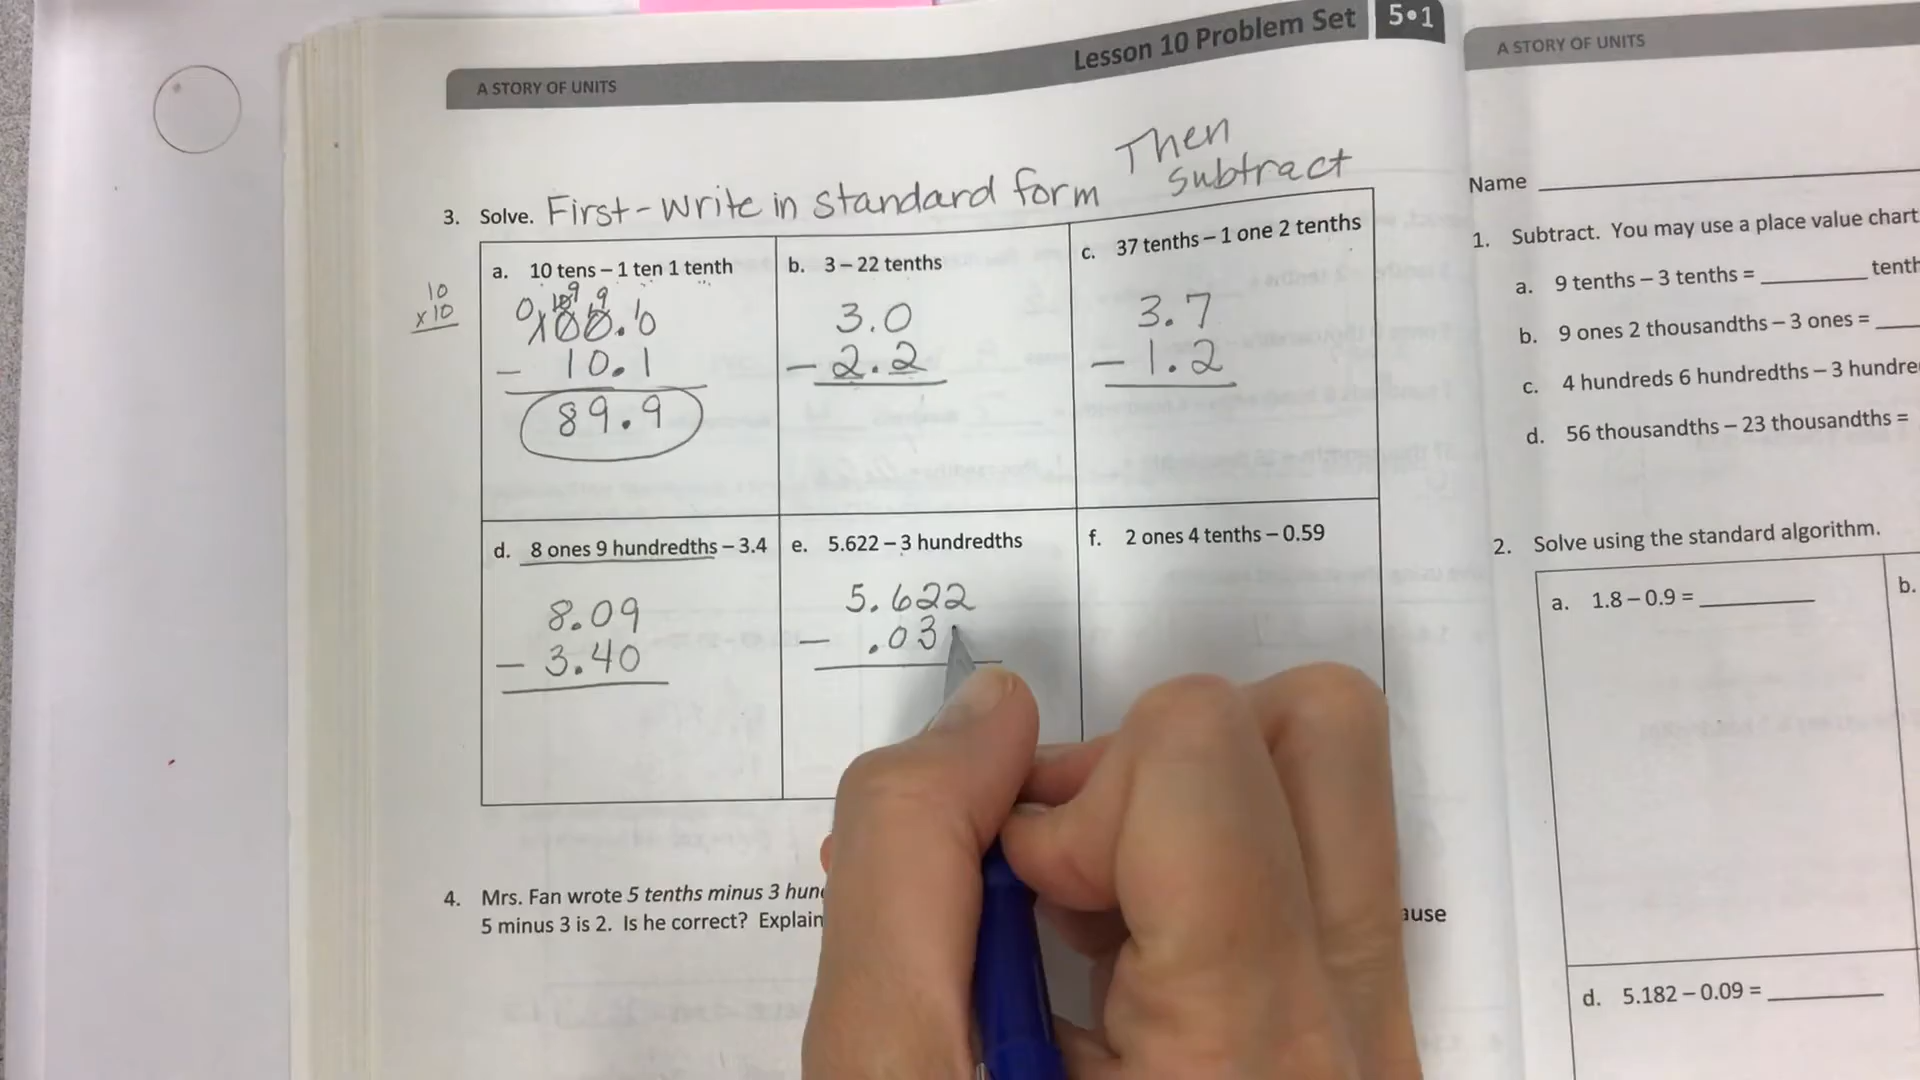 Lesson 10 Problem Set 5•1
A STORY OF UNITS
Then
subtract
3. Solve. First-Write in standard form
a. 10 tens – 1 ten 1 tenth
10
x10
100.0
– 10.1
89.9
b. 3 – 22 tenths
3.0
– 2.2
c. 37 tenths – 1 one 2 tenths
3.7
– 1.2
d. 8 ones 9 hundredths – 3.4
8.09
– 3.40
e. 5.622 – 3 hundredths
5.622
– .03
f. 2 ones 4 tenths – 0.59
4. Mrs. Fan wrote 5 tenths minus 3
5 minus 3 is 2. Is he correct? Explain
A STORY OF UNITS
Name
1. Subtract. You may use a place value chart
a. 9 tenths – 3 tenths = ________ tenth
b. 9 ones 2 thousandths – 3 ones =
c. 4 hundreds 6 hundredths – 3
d. 56 thousandths – 23 thousandths =
2. Solve using the standard algorithm.
a. 1.8 – 0.9 = ________
b.
d. 5.182 – 0.09 = ________